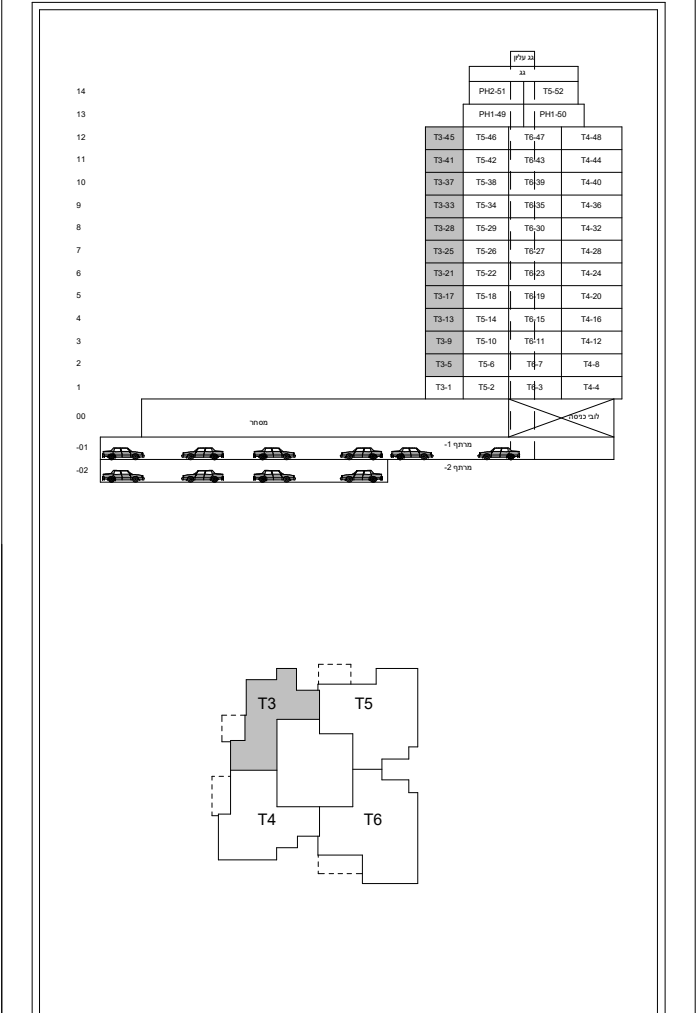 גג עליון
גג
14 PH2-51 T5-52
13 PH1-49 PH1-50
12 T3-45 T5-46 T6-47 T4-48
11 T3-41 T5-42 T6-43 T4-44
10 T3-37 T5-38 T6-39 T4-40
9 T3-33 T5-34 T6-35 T4-36
8 T3-28 T5-29 T6-30 T4-32
7 T3-25 T5-26 T6-27 T4-28
6 T3-21 T5-22 T6-23 T4-24
5 T3-17 T5-18 T6-19 T4-20
4 T3-13 T5-14 T6-15 T4-16
3 T3-9 T5-10 T6-11 T4-12
2 T3-5 T5-6 T6-7 T4-8
1 T3-1 T5-2 T6-3 T4-4
00 מסחר לובי כניסה
-01 מרתף 1-
-02 מרתף 2-
T3 T5
T4 T6